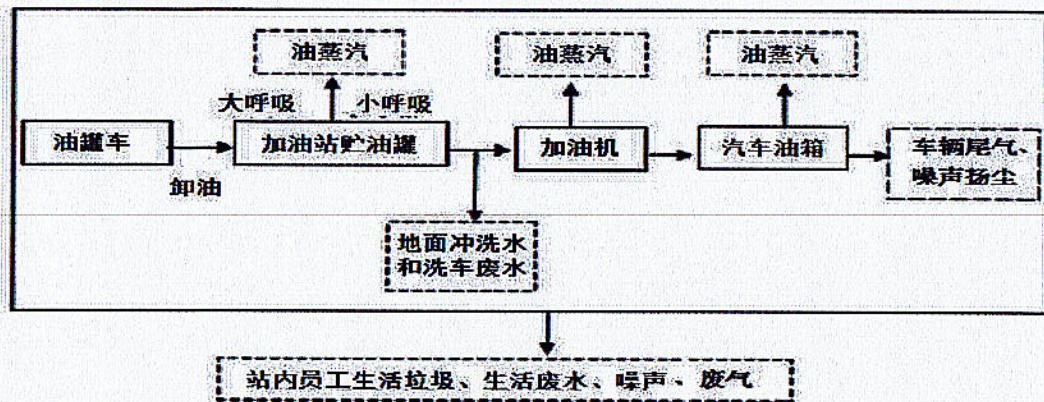 油蒸汽
油蒸汽
油蒸汽
大呼吸
小呼吸
油罐车
加油站贮油罐
加油机
汽车油箱
车辆尾气、
噪声扬尘
卸油
地面冲洗水
和洗车废水
站内员工生活垃圾、生活废水、噪声、废气